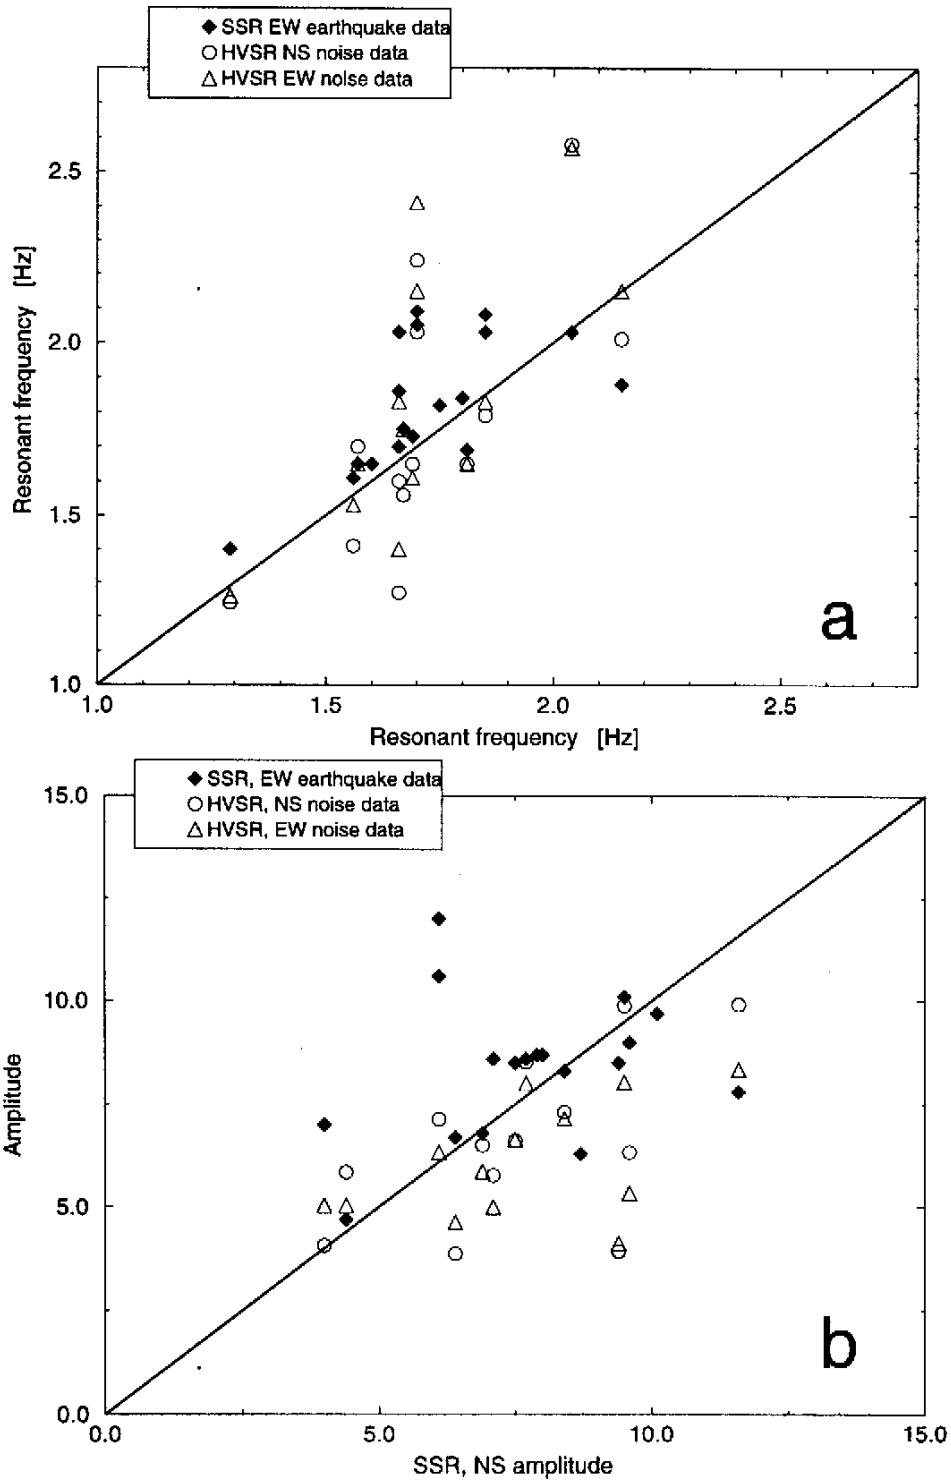 SSR EW earthquake data
HVSR NS noise data
HVSR EW noise data
2.5
2.0
1.5
1.0
Resonant frequency [Hz]
a
1.0 1.5 2.0 2.5
Resonant frequency [Hz]
SSR, EW earthquake data
HVSR, NS noise data
HVSR, EW noise data
15.0
10.0
5.0
0.0
Amplitude
b
0.0 5.0 10.0 15.0
SSR, NS amplitude